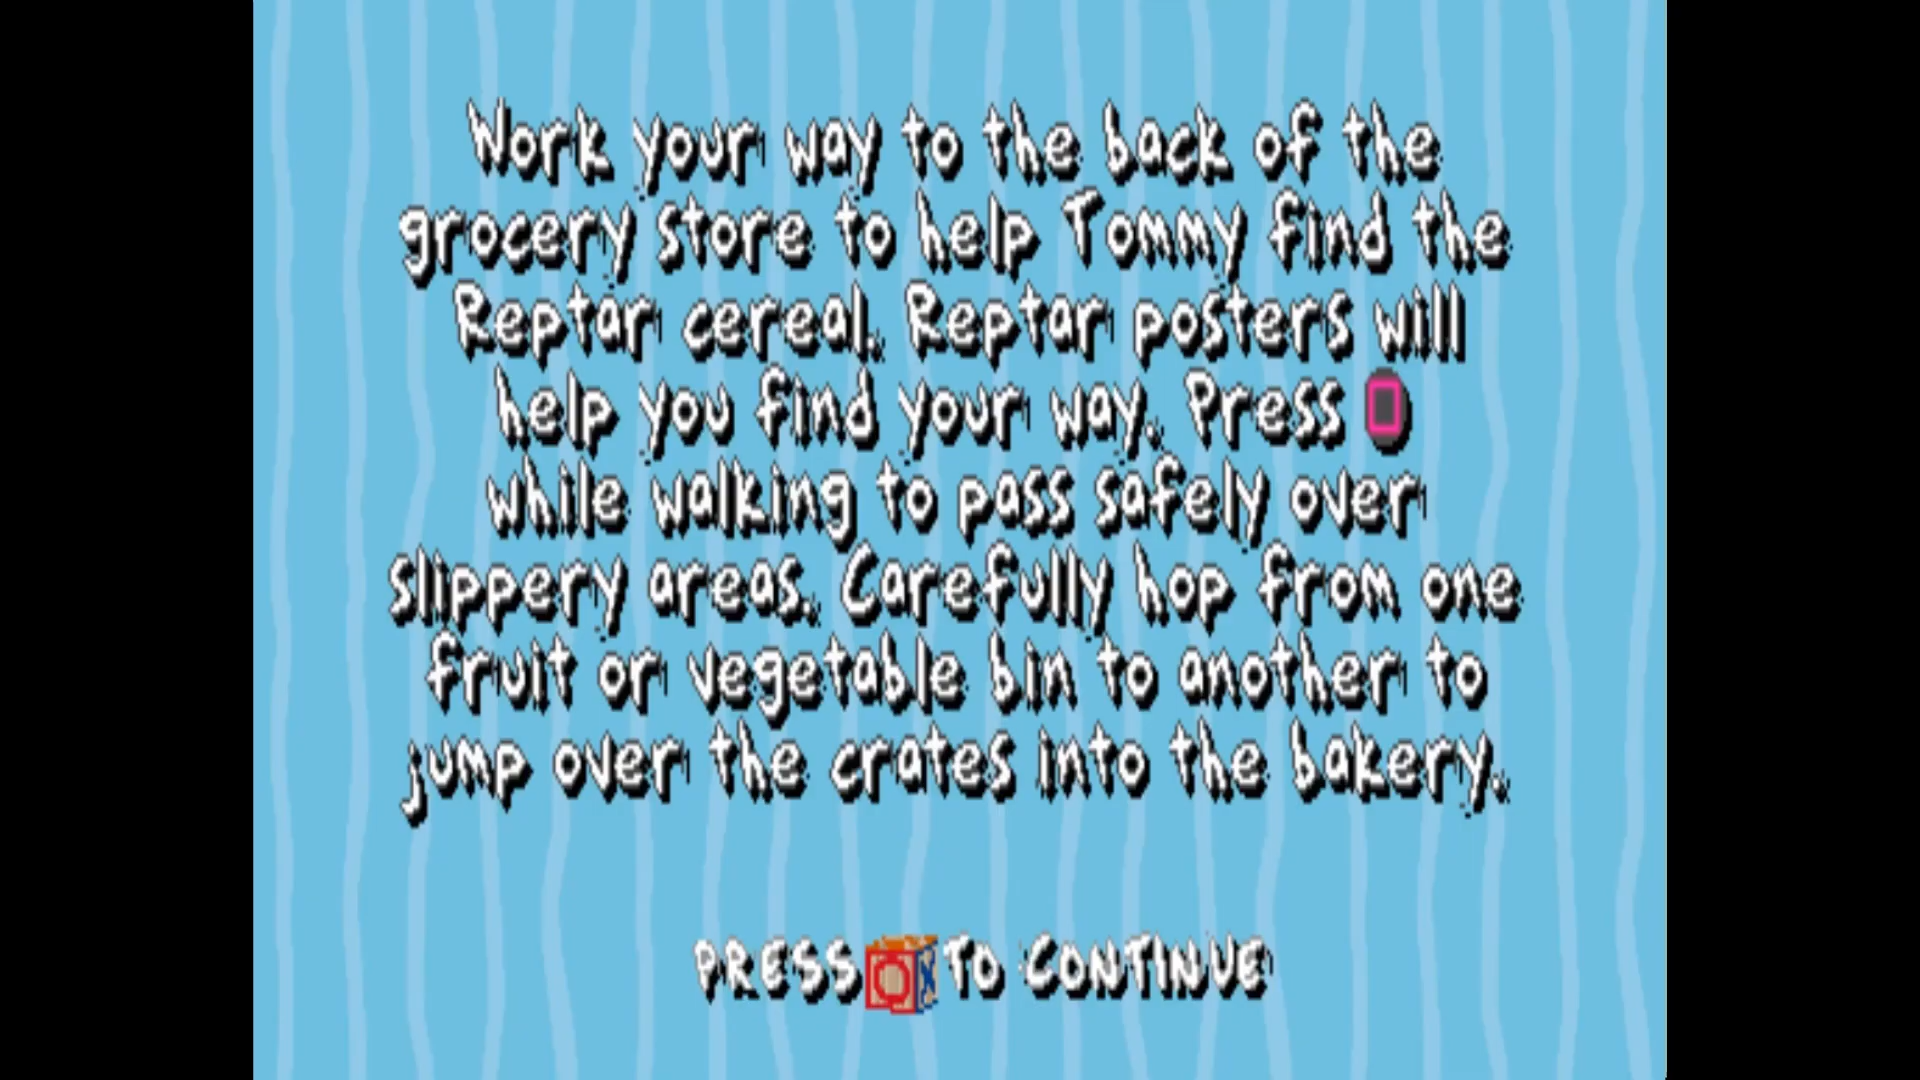 Work your way to the back of the
grocery store to help Tommy find the
Reptar cereal. Reptar posters will
help you find your way. Press
while walking to pass safely over
slippery areas. Carefully hop from one
fruit or vegetable bin to another to
jump over the crates into the bakery.
PRESS O X TO CONTINUE